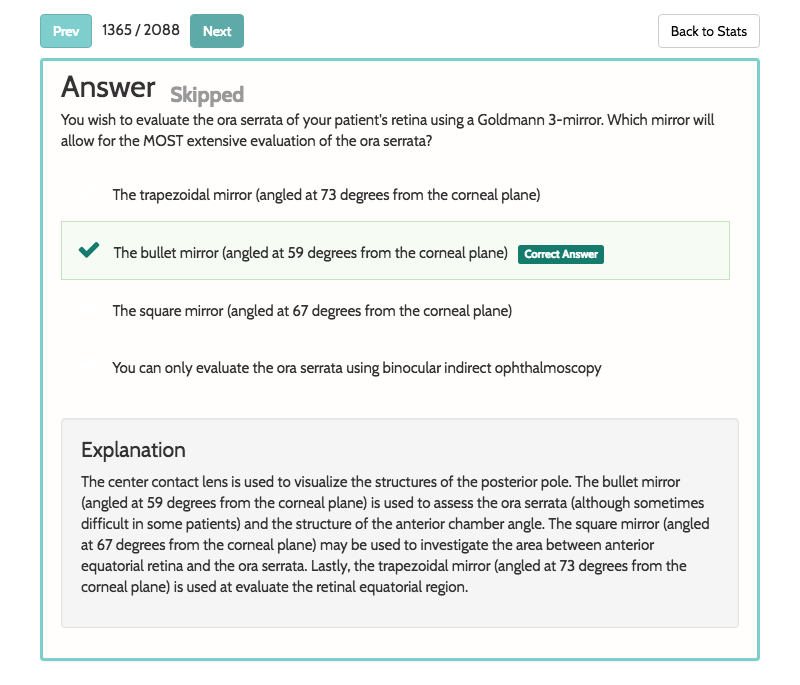 Prev 1365 / 2088 Next Back to Stats
Answer Skipped
You wish to evaluate the ora serrata of your patient's retina using a Goldmann 3-mirror. Which mirror will
allow for the MOST extensive evaluation of the ora serrata?
The trapezoidal mirror (angled at 73 degrees from the corneal plane)
The bullet mirror (angled at 59 degrees from the corneal plane) Correct Answer
The square mirror (angled at 67 degrees from the corneal plane)
You can only evaluate the ora serrata using binocular indirect ophthalmoscopy
Explanation
The center contact lens is used to visualize the structures of the posterior pole. The bullet mirror
(angled at 59 degrees from the corneal plane) is used to assess the ora serrata (although sometimes
difficult in some patients) and the structure of the anterior chamber angle. The square mirror (angled
at 67 degrees from the corneal plane) may be used to investigate the area between anterior
equatorial retina and the ora serrata. Lastly, the trapezoidal mirror (angled at 73 degrees from the
corneal plane) is used at evaluate the retinal equatorial region.